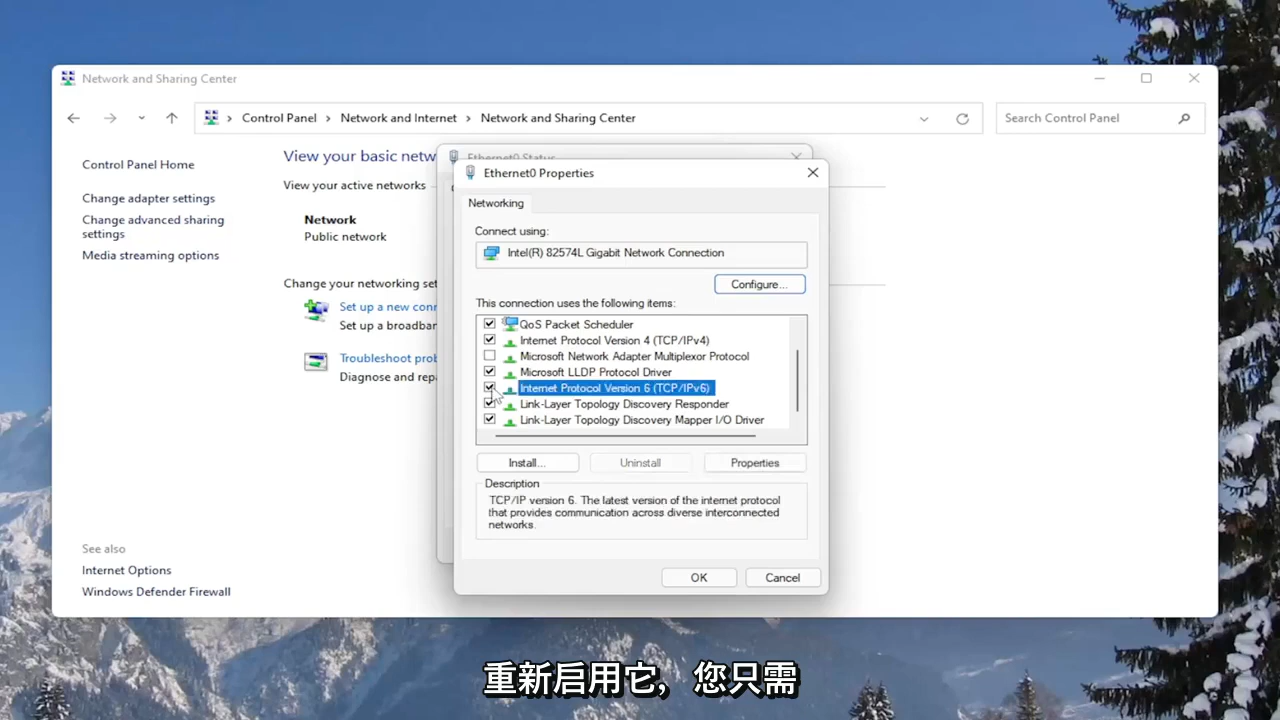 Network and Sharing Center
Control Panel > Network and Internet > Network and Sharing Center
Search Control Panel
Control Panel Home
Change adapter settings
Change advanced sharing
settings
Media streaming options
See also
Internet Options
Windows Defender Firewall
View your basic netw
View your active networks
Network
Public network
Change your networking set
Set up a new conn
Set up a broadban
Troubleshoot prob
Diagnose and repa
Ethernet0 Status
Ethernet0 Properties
Networking
Connect using:
Intel(R) 82574L Gigabit Network Connection
Configure...
This connection uses the following items:
QoS Packet Scheduler
Internet Protocol Version 4 (TCP/IPv4)
Microsoft Network Adapter Multiplexor Protocol
Microsoft LLDP Protocol Driver
Internet Protocol Version 6 (TCP/IPv6)
Link-Layer Topology Discovery Responder
Link-Layer Topology Discovery Mapper I/O Driver
Install...
Uninstall
Properties
Description
TCP/IP version 6. The latest version of the internet protocol
that provides communication across diverse interconnected
networks.
OK
Cancel
重新启用它，您只需